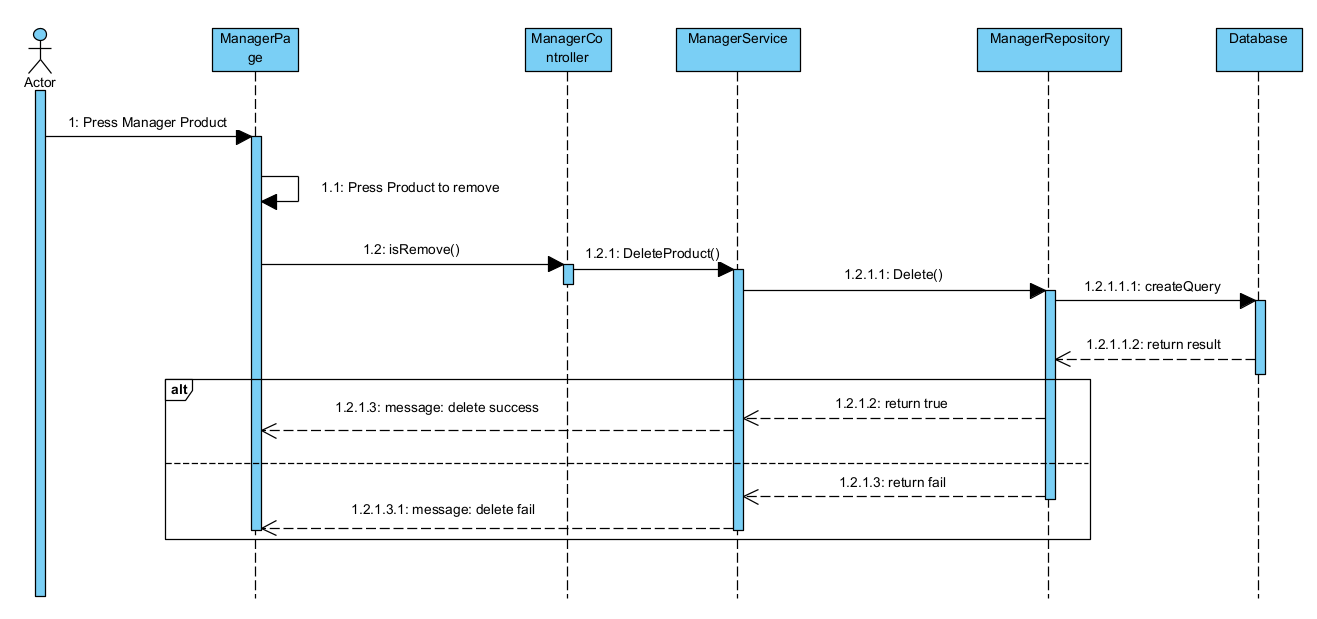 ManagerPa
ge
ManagerCo
ntroller
ManagerService
ManagerRepository
Database
Actor
1: Press Manager Product
1.1: Press Product to remove
1.2: isRemove()
1.2.1: DeleteProduct()
1.2.1.1: Delete()
1.2.1.1.1: createQuery
1.2.1.1.2: return result
alt
1.2.1.3: message: delete success
1.2.1.2: return true
1.2.1.3: return fail
1.2.1.3.1: message: delete fail